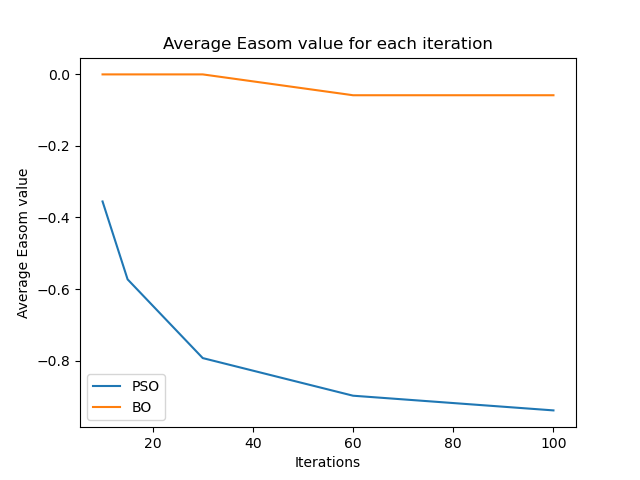 Average Easom value for each iteration
0.0
−0.2
−0.4
−0.6
−0.8
Average Easom value
PSO
BO
20
40
60
80
100
Iterations